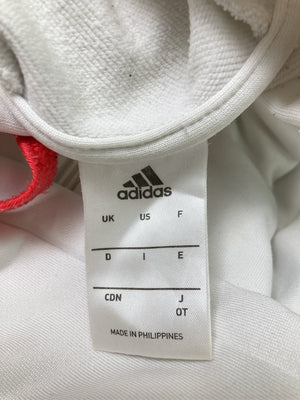 adidas
UK US F
D I E
CDN J
OT
MADE IN PHILIPPINES